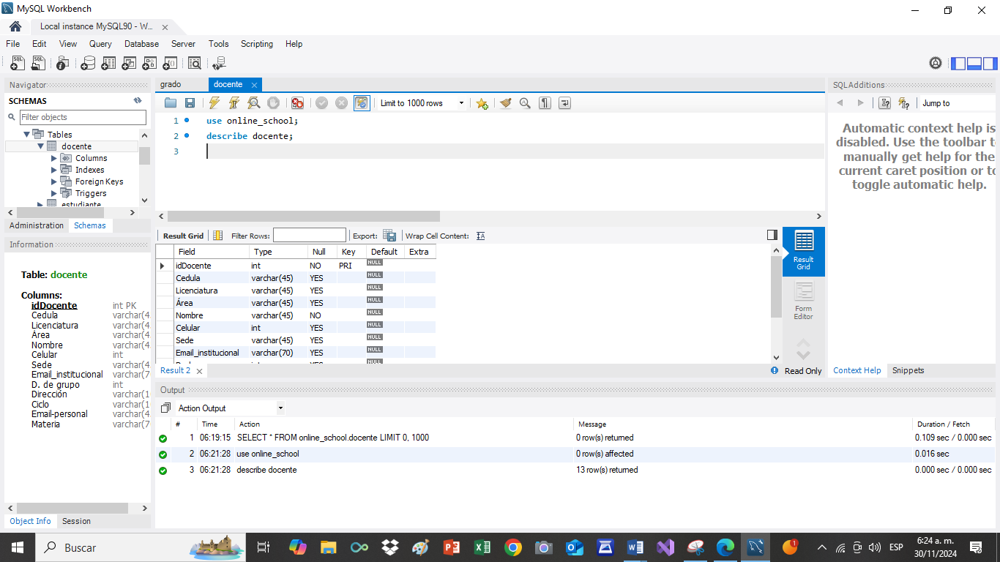 MySQL Workbench
Local instance MySQL90 - W...
File Edit View Query Database Server Tools Scripting Help
Navigator
SCHEMAS
Filter objects
Tables
docente
Columns
Indexes
Foreign Keys
Triggers
estudiante
Administration Schemas
Information
Table: docente
Columns:
idDocente int PK
Cedula varchar(4
Licenciatura varchar(4
Área varchar(4
Nombre varchar(4
Celular int
Sede varchar(4
Email_institucional varchar(7
D. de grupo int
Dirección varchar(1
Ciclo varchar(1
Email-personal varchar(4
Materia varchar(7
Object Info Session
grado docente
Limit to 1000 rows
1 use online_school;
2 describe docente;
3
Result Grid Filter Rows: Export: Wrap Cell Content:
Field Type Null Key Default Extra
idDocente int NO PRI NULL
Cedula varchar(45) YES NULL
Licenciatura varchar(45) YES NULL
Área varchar(45) YES NULL
Nombre varchar(45) NO NULL
Celular int YES NULL
Sede varchar(45) YES NULL
Email_institucional varchar(70) YES NULL
NULL
Result Grid
Form Editor
Result 2
Read Only
SQLAdditions
Jump to
Automatic context help is
disabled. Use the toolbar t
manually get help for the
current caret position or to
toggle automatic help.
Context Help Snippets
Output
Action Output
# Time Action Message Duration / Fetch
1 06:19:15 SELECT * FROM online_school.docente LIMIT 0, 1000 0 row(s) returned 0.109 sec / 0.000 sec
2 06:21:28 use online_school 0 row(s) affected 0.016 sec
3 06:21:28 describe docente 13 row(s) returned 0.000 sec / 0.000 sec
Buscar
1
ESP
6:24 a. m.
30/11/2024